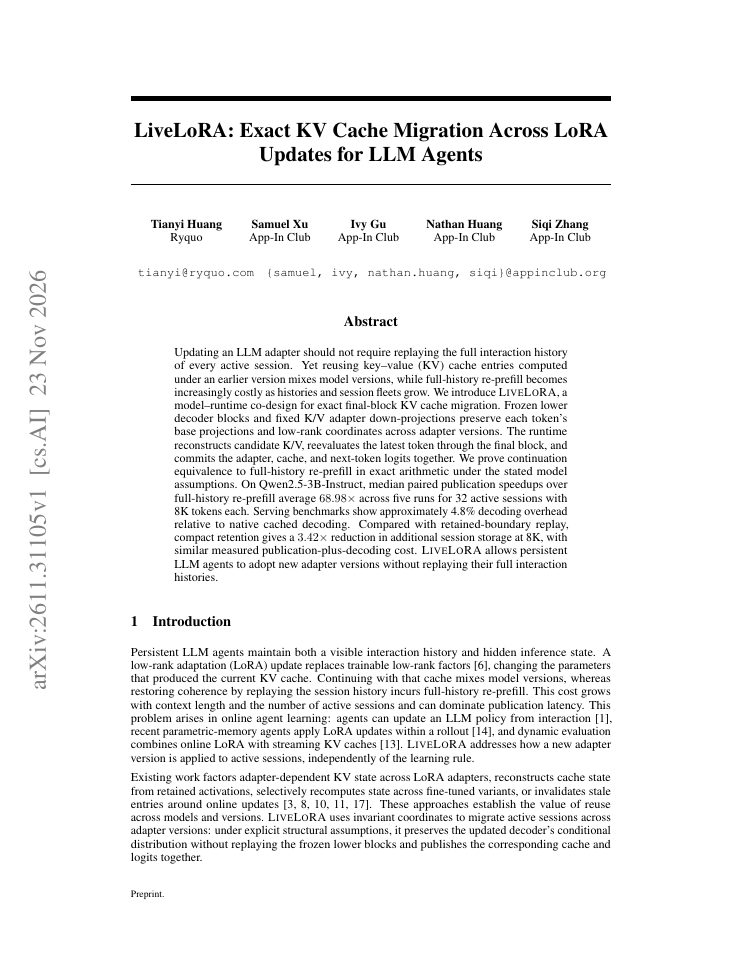 LiveLoRA: Exact KV Cache Migration Across LoRA
Updates for LLM Agents
Tianyi Huang Samuel Xu Ivy Gu Nathan Huang Siqi Zhang
Ryquo App-In Club App-In Club App-In Club App-In Club
tianyi@ryquo.com {samuel, ivy, nathan.huang, siqi}@appinclub.org
arXiv:2611.31105v1 [cs.AI] 23 Nov 2026
Abstract
Updating an LLM adapter should not require replaying the full interaction history
of every active session. Yet reusing key–value (KV) cache entries computed
under an earlier version mixes model versions, while full-history re-prefill becomes
increasingly costly as histories and session fleets grow. We introduce LIVELORA, a
model–runtime co-design for exact final-block KV cache migration. Frozen lower
decoder blocks and fixed K/V adapter down-projections preserve each token's
base projections and low-rank coordinates across adapter versions. The runtime
reconstructs candidate K/V, reevaluates the latest token through the final block, and
commits the adapter, cache, and next-token logits together. We prove continuation
equivalence to full-history re-prefill in exact arithmetic under the stated model
assumptions. On Qwen2.5-3B-Instruct, median paired publication speedups over
full-history re-prefill average 68.98× across five runs for 32 active sessions with
8K tokens each. Serving benchmarks show approximately 4.8% decoding overhead
relative to native cached decoding. Compared with retained-boundary replay,
compact retention gives a 3.42× reduction in additional session storage at 8K, with
similar measured publication-plus-decoding cost. LIVELORA allows persistent
LLM agents to adopt new adapter versions without replaying their full interaction
histories.
1 Introduction
Persistent LLM agents maintain both a visible interaction history and hidden inference state. A
low-rank adaptation (LoRA) update replaces trainable low-rank factors [6], changing the parameters
that produced the current KV cache. Continuing with that cache mixes model versions, whereas
restoring coherence by replaying the session history incurs full-history re-prefill. This cost grows
with context length and the number of active sessions and can dominate publication latency. This
problem arises in online agent learning: agents can update an LLM policy from interaction [1],
recent parametric-memory agents apply LoRA updates within a rollout [14], and dynamic evaluation
combines online LoRA with streaming KV caches [13]. LIVELORA addresses how a new adapter
version is applied to active sessions, independently of the learning rule.
Existing work factors adapter-dependent KV state across LoRA adapters, reconstructs cache state
from retained activations, selectively recomputes state across fine-tuned variants, or invalidates stale
entries around online updates [3, 8, 10, 11, 17]. These approaches establish the value of reuse
across models and versions. LIVELORA uses invariant coordinates to migrate active sessions across
adapter versions: under explicit structural assumptions, it preserves the updated decoder's conditional
distribution without replaying the frozen lower blocks and publishes the corresponding cache and
logits together.
Preprint.